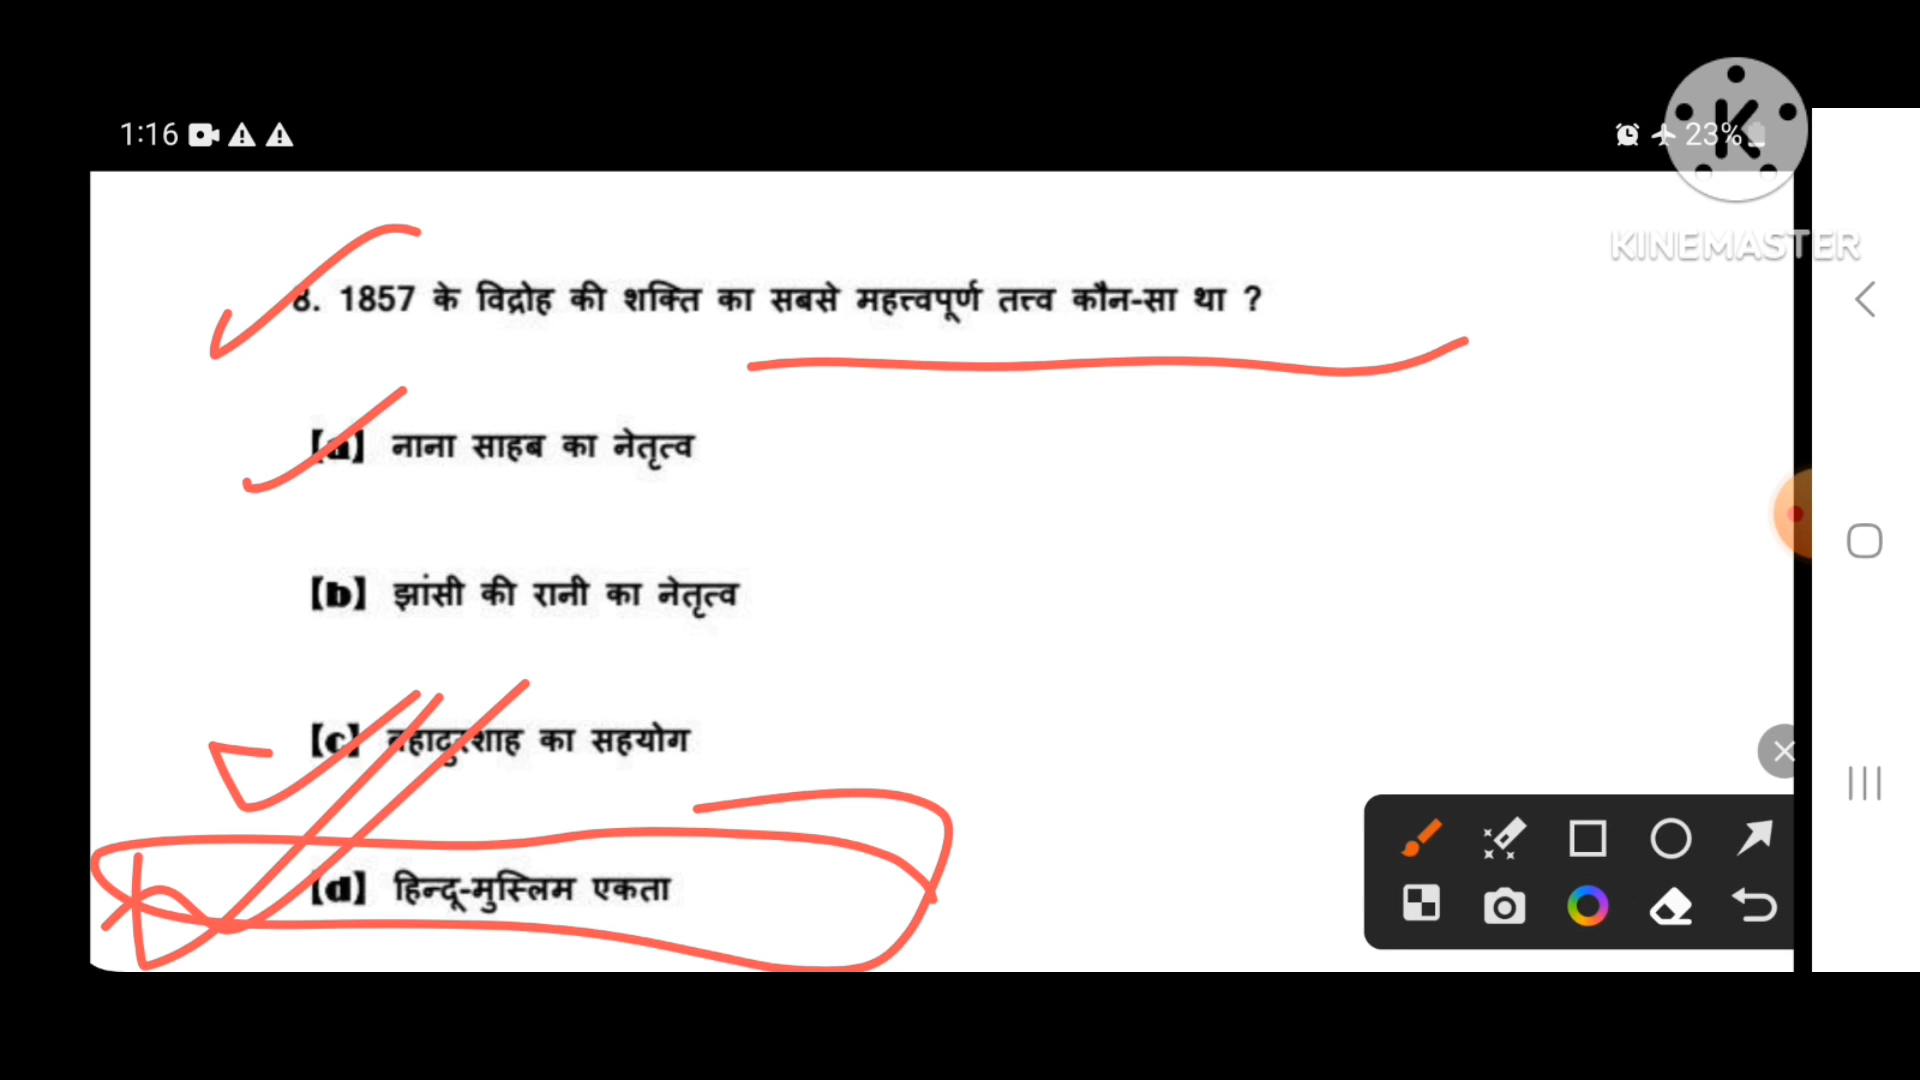 1:16
23%
KINEMASTER
8. 1857 के विद्रोह की शक्ति का सबसे महत्त्वपूर्ण तत्त्व कौन-सा था ?
[a] नाना साहब का नेतृत्व
[b] झांसी की रानी का नेतृत्व
[c] बहादुरशाह का सहयोग
[d] हिन्दू-मुस्लिम एकता